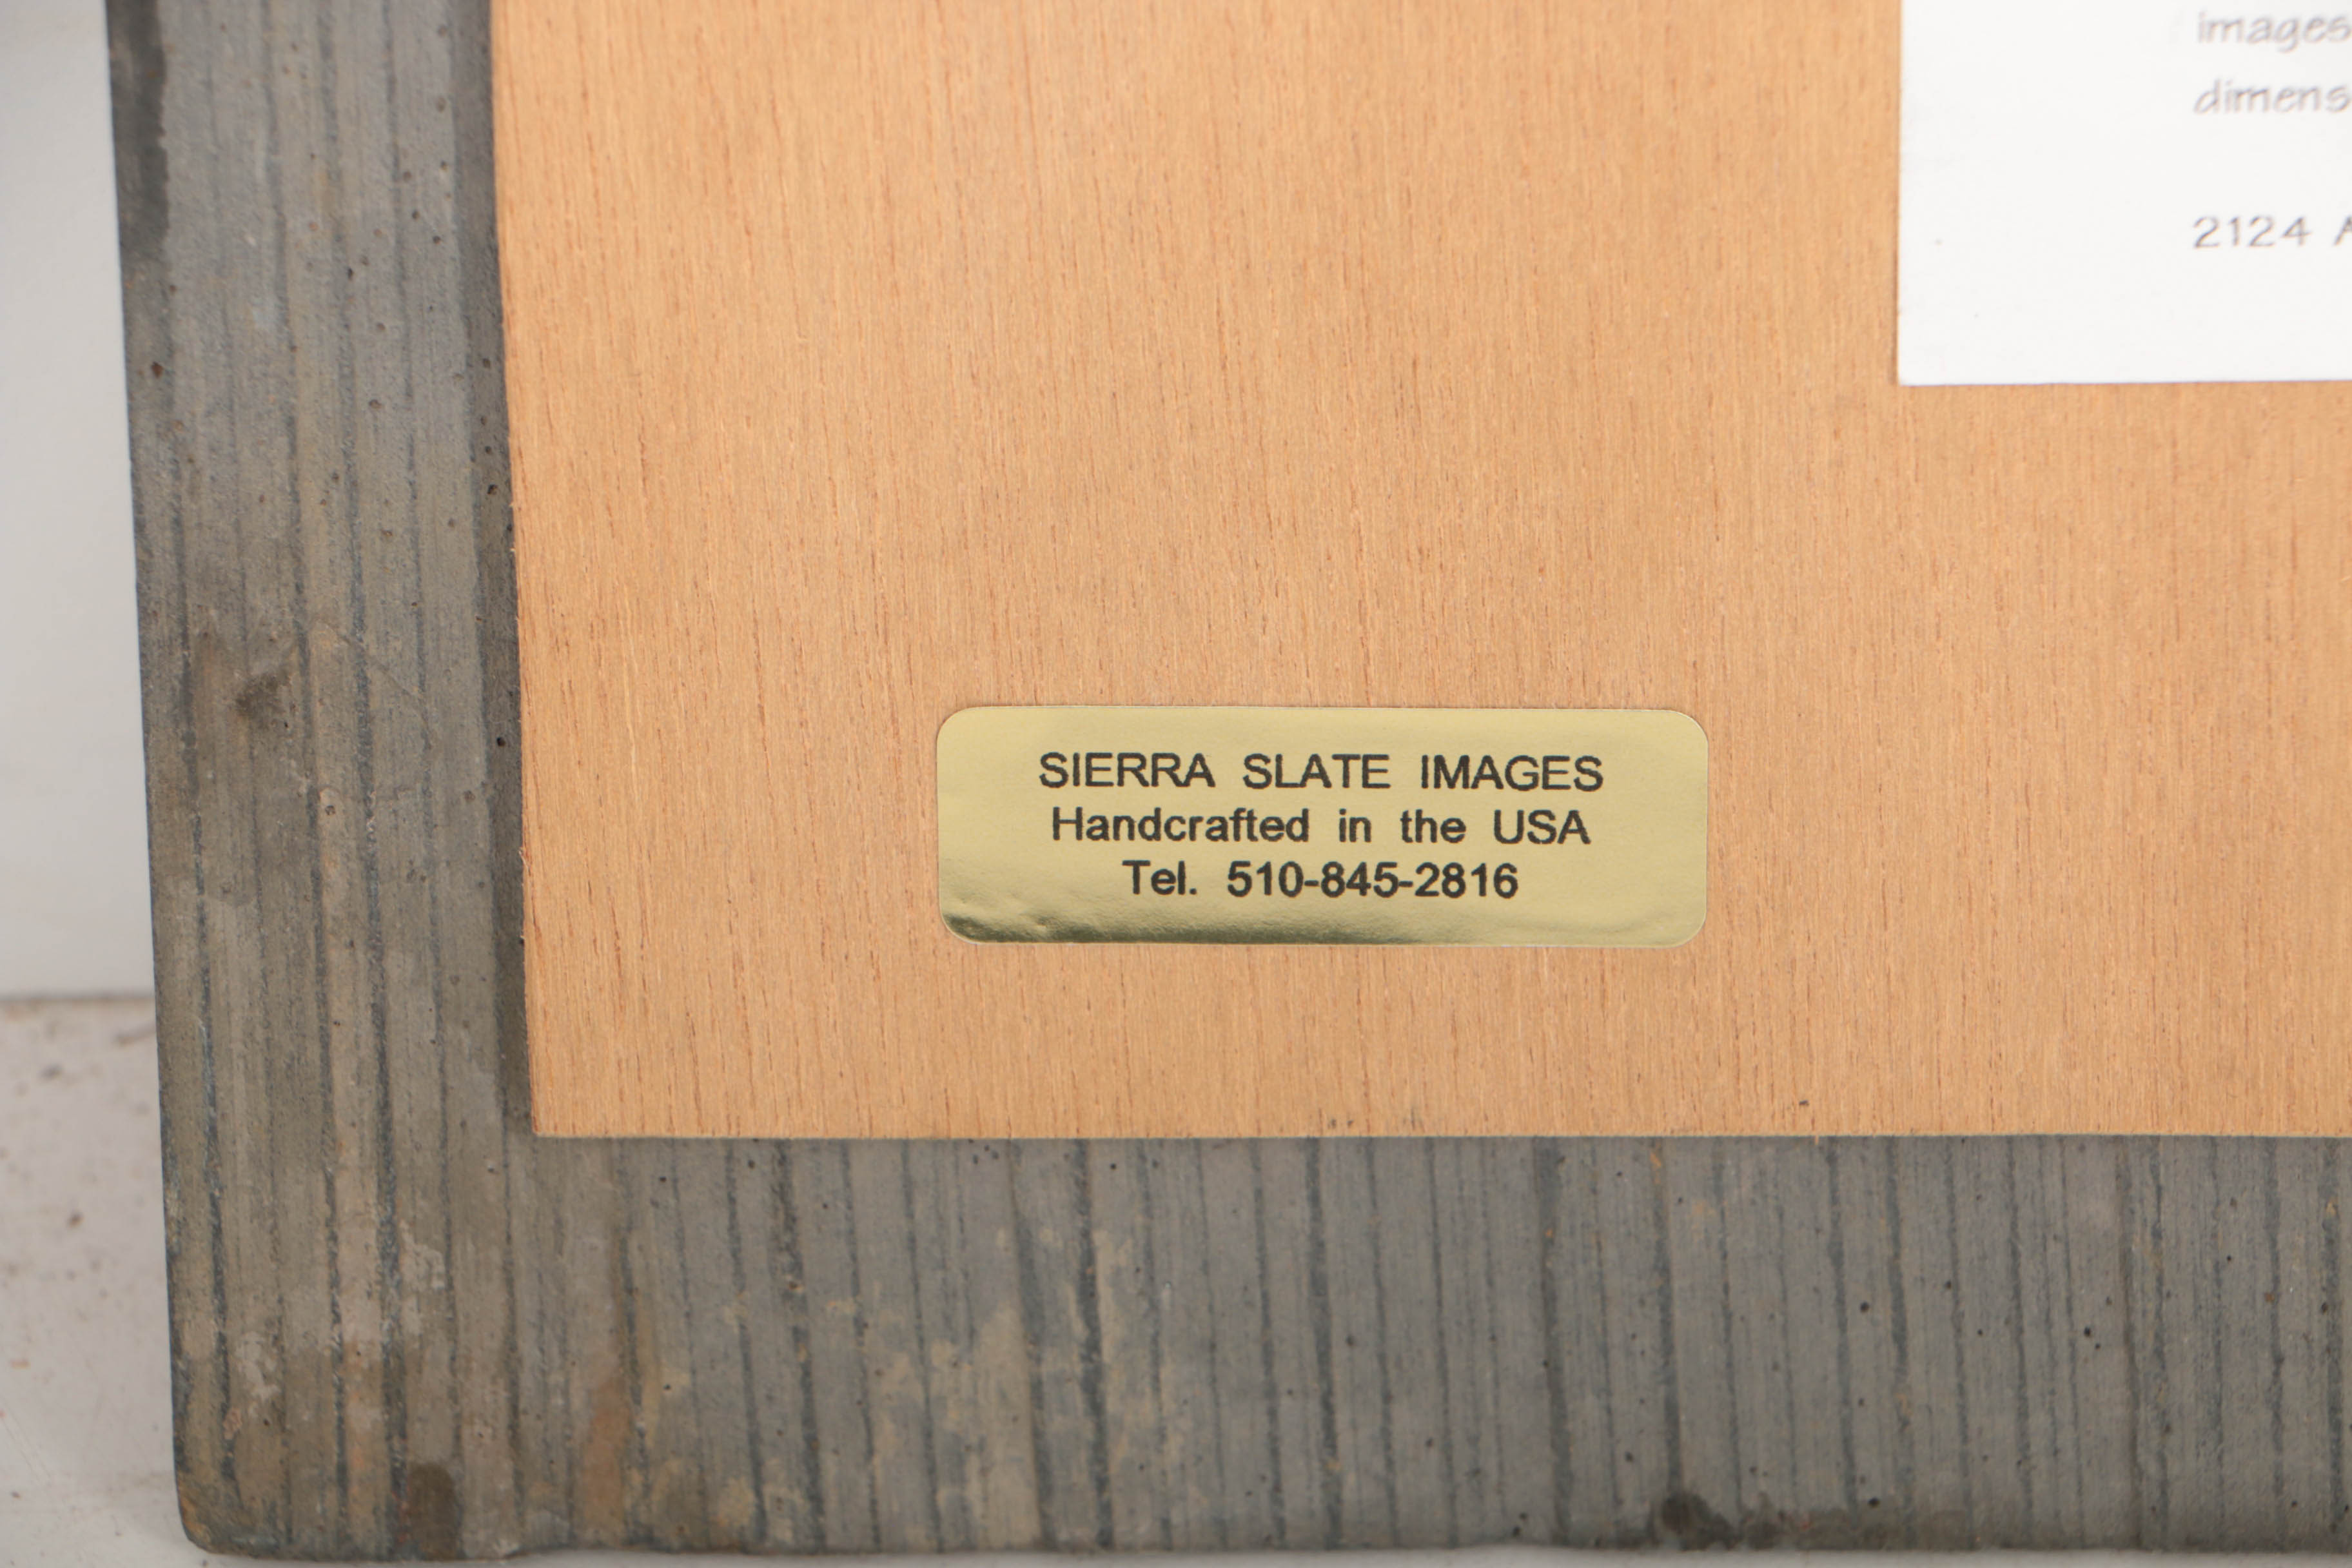 images
dimens
2124 A
SIERRA SLATE IMAGES
Handcrafted in the USA
Tel. 510-845-2816